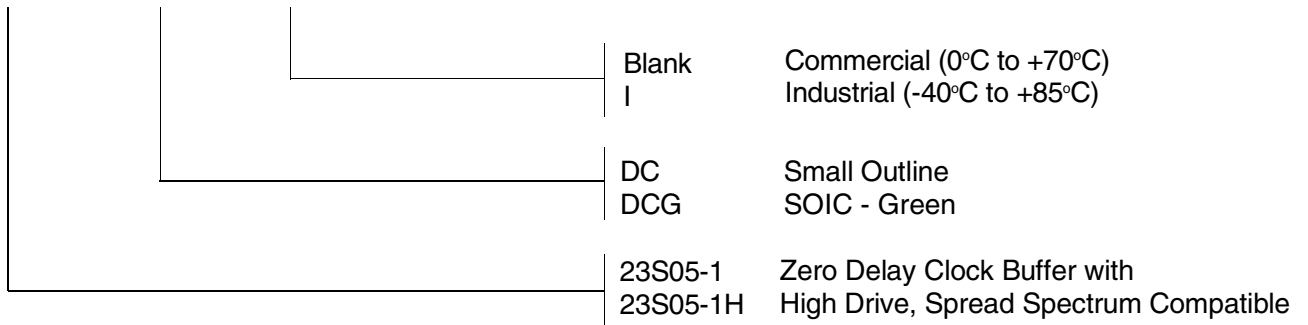 Blank Commercial (0°C to +70°C)
I Industrial (-40°C to +85°C)
DC Small Outline
DCG SOIC - Green
23S05-1 Zero Delay Clock Buffer with
23S05-1H High Drive, Spread Spectrum Compatible